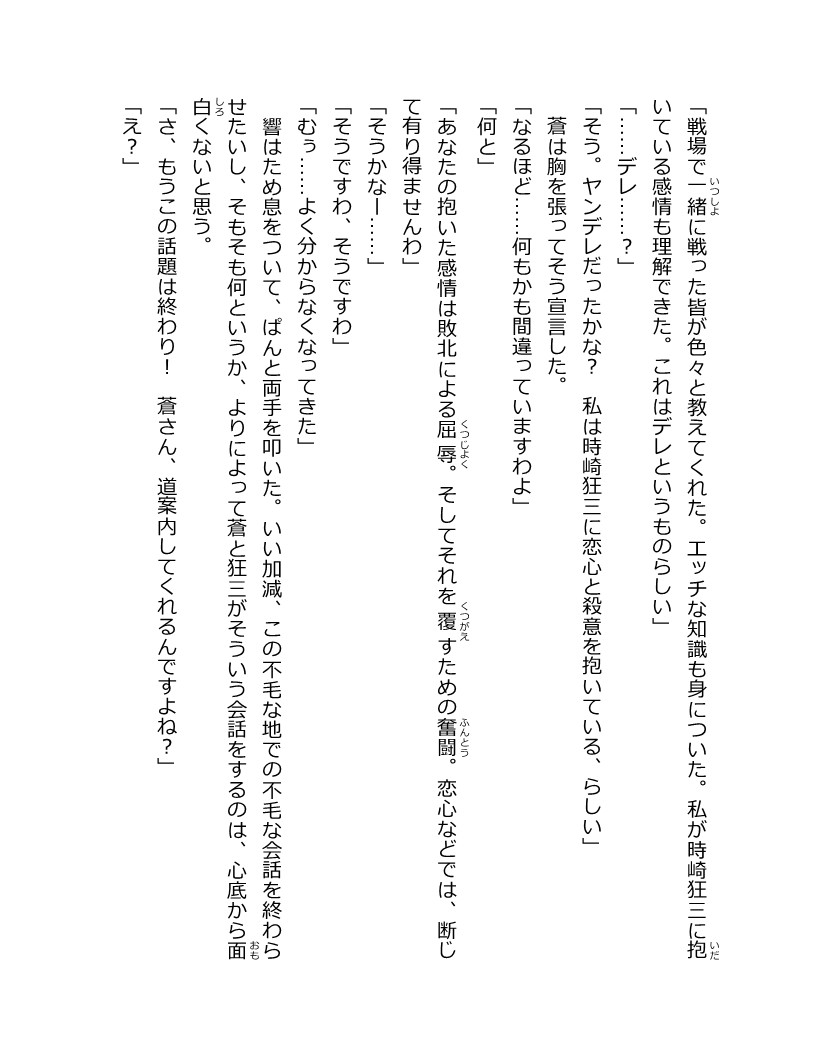 「戦場で一緒に戦った皆が色々と教えてくれた。エッチな知識も身についた。私が時崎狂三に抱
いている感情も理解できた。これはデレというものらしい」
「……デレ……？」
「そう。ヤンデレだったかな？　私は時崎狂三に恋心と殺意を抱いている、らしい」
蒼は胸を張ってそう宣言した。
「なるほど……何もかも間違っていますわよ」
「何と」
「あなたの抱いた感情は敗北による屈辱。そしてそれを覆すための奮闘。恋心などでは、断じ
て有り得ませんわ」
「そうかなー……」
「そうですわ、そうですわ」
「むぅ……よく分からなくなってきた」
響はため息をついて、ぱんと両手を叩いた。いい加減、この不毛な地での不毛な会話を終わら
せたいし、そもそも何というか、よりによって蒼と狂三がそういう会話をするのは、心底から面
白くないと思う。
「さ、もうこの話題は終わり！　蒼さん、道案内してくれるんですよね？」
「え？」